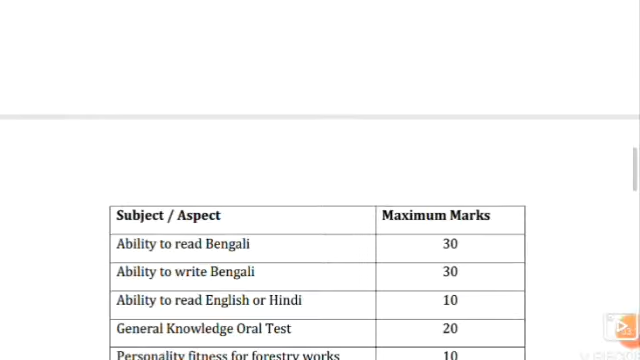 Subject / Aspect Maximum Marks
Ability to read Bengali 30
Ability to write Bengali 30
Ability to read English or Hindi 10
General Knowledge Oral Test 20
Personality fitness for forestry works 10